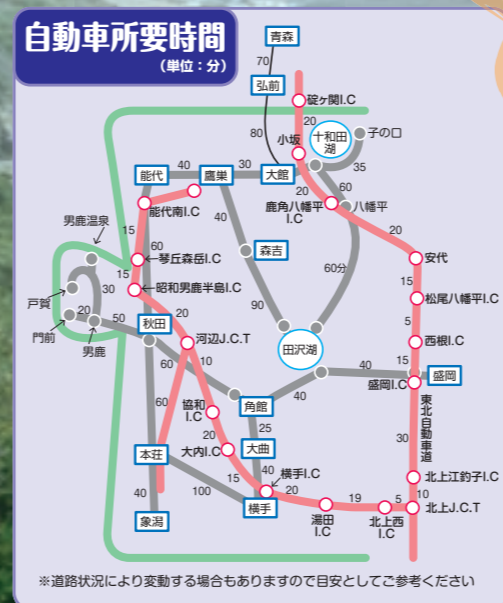 自動車所要時間
(単位:分)
青森
70
弘前
80
碇ヶ関I.C
20
小坂
十和田湖
子の口
35
能代
40
鷹巣
30
大館
20
鹿角八幡平I.C
60
八幡平
能代南I.C
40
20
男鹿温泉
15
60
森吉
安代
琴丘森岳I.C
60分
15
戸賀
30
15
昭和男鹿半島I.C
90
松尾八幡平I.C
5
門前
20
男鹿
50
秋田
20
河辺J.C.T
田沢湖
西根I.C
15
60
10
40
盛岡
盛岡I.C
60
協和I.C
角館
40
東北自動車道
20
25
大内I.C
大曲
30
本荘
15
40
横手I.C
北上江釣子I.C
100
20
19
5
10
40
横手
湯田I.C
北上西I.C
北上J.C.T
象潟
※道路状況により変動する場合もありますので目安としてご参考ください